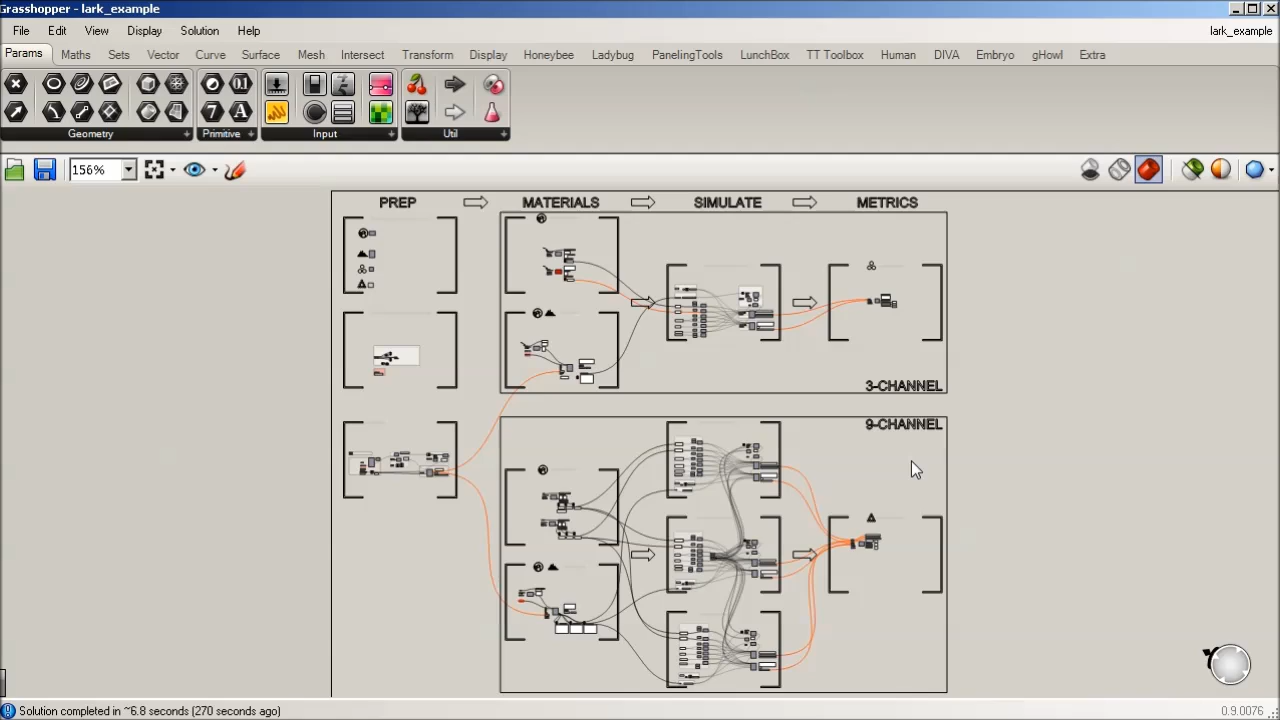 Grasshopper - lark_example
File Edit View Display Solution Help lark_example
Params Maths Sets Vector Curve Surface Mesh Intersect Transform Display Honeybee Ladybug PanelingTools LunchBox TT Toolbox Human DIVA Embryo gHowl Extra
Geometry Primitive Input Util
156%
PREP MATERIALS SIMULATE METRICS
3-CHANNEL
9-CHANNEL
Solution completed in ~6.8 seconds (270 seconds ago) 0.9.0076